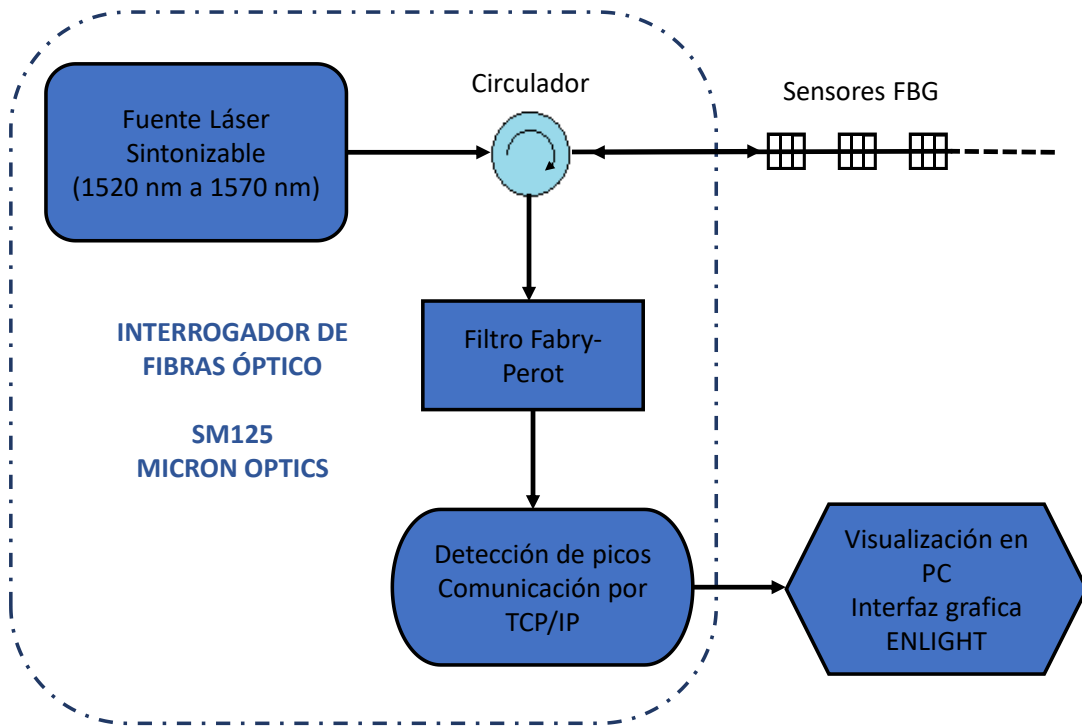 Fuente Láser
Sintonizable
(1520 nm a 1570 nm)
Circulador
Sensores FBG
INTERROGADOR DE
FIBRAS ÓPTICO
SM125
MICRON OPTICS
Filtro Fabry-
Perot
Detección de picos
Comunicación por
TCP/IP
Visualización en
PC
Interfaz grafica
ENLIGHT